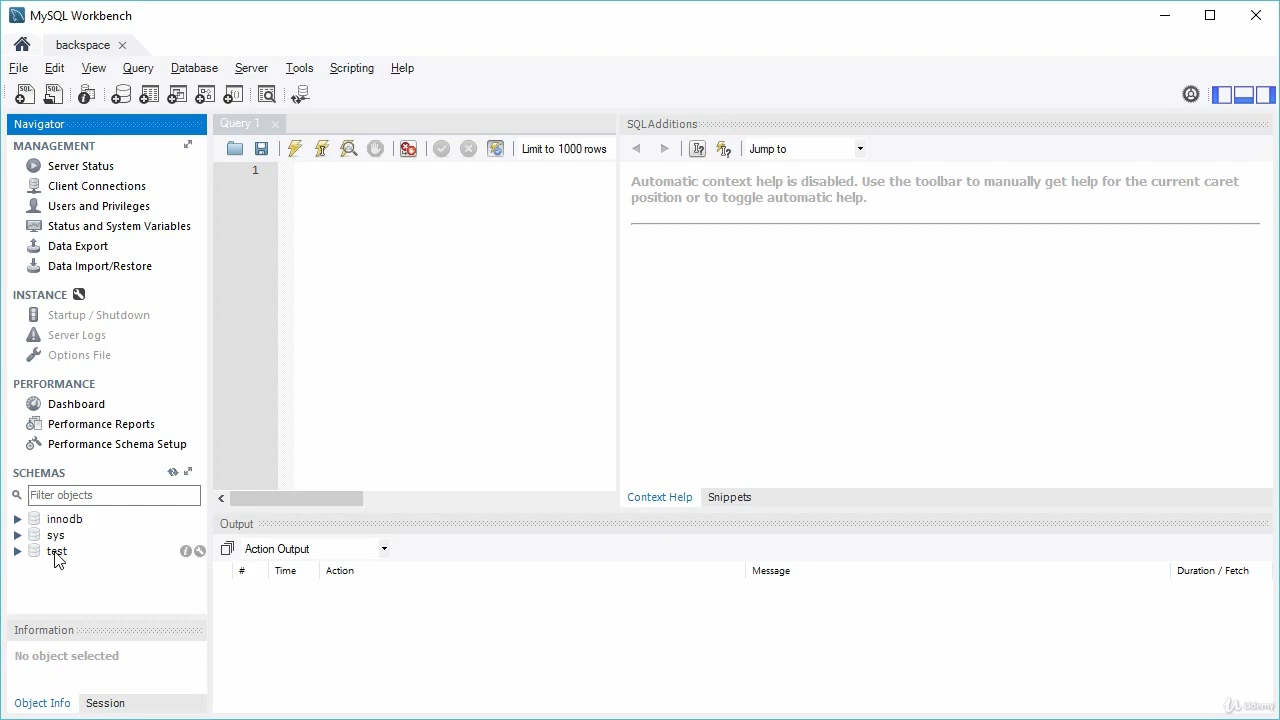 MySQL Workbench
backspace
File Edit View Query Database Server Tools Scripting Help
Navigator
MANAGEMENT
Server Status
Client Connections
Users and Privileges
Status and System Variables
Data Export
Data Import/Restore
INSTANCE
Startup / Shutdown
Server Logs
Options File
PERFORMANCE
Dashboard
Performance Reports
Performance Schema Setup
SCHEMAS
Filter objects
innodb
sys
test
Information
No object selected
Object Info Session
Query 1
Limit to 1000 rows
1
SQLAdditions
Jump to
Automatic context help is disabled. Use the toolbar to manually get help for the current caret
position or to toggle automatic help.
Context Help Snippets
Output
Action Output
# Time Action Message Duration / Fetch
Udemy